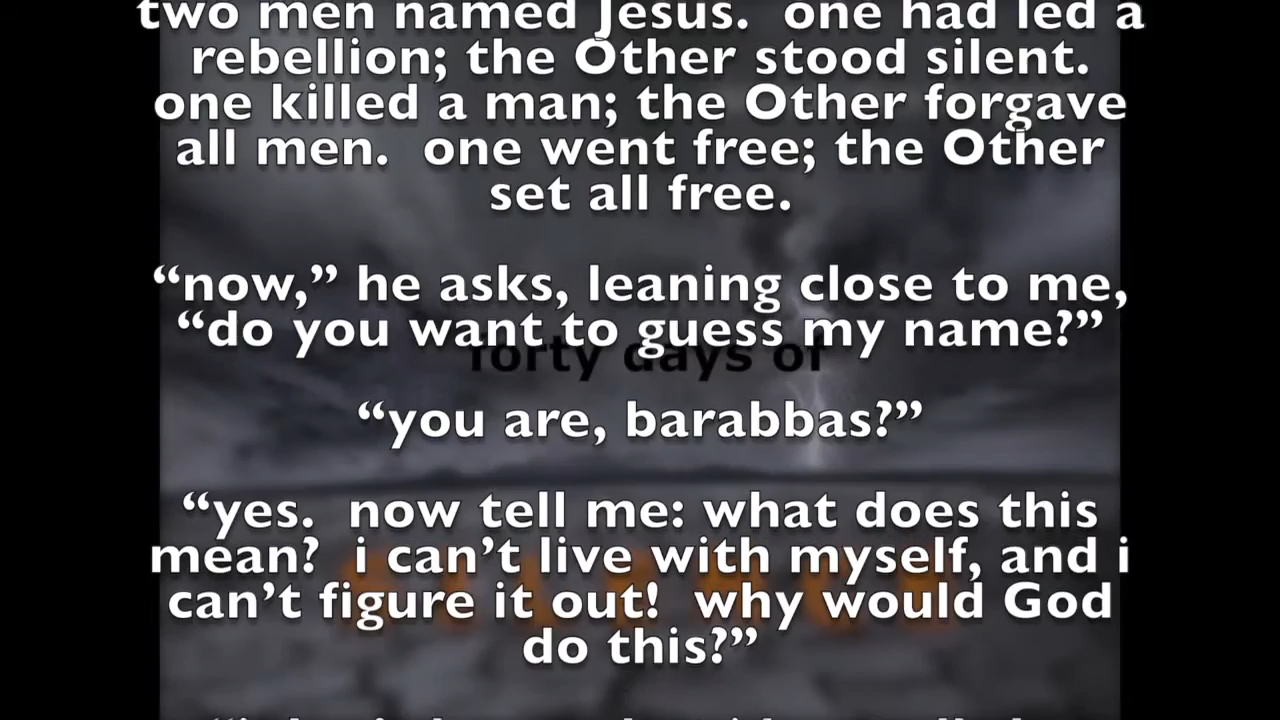 two men named Jesus.  one had led a
rebellion; the Other stood silent.
one killed a man; the Other forgave
all men.  one went free; the Other
set all free.
“now,” he asks, leaning close to me,
“do you want to guess my name?”
forty days of
“you are, barabbas?”
“yes.  now tell me: what does this
mean?  i can’t live with myself, and i
can’t figure it out!  why would God
do this?”